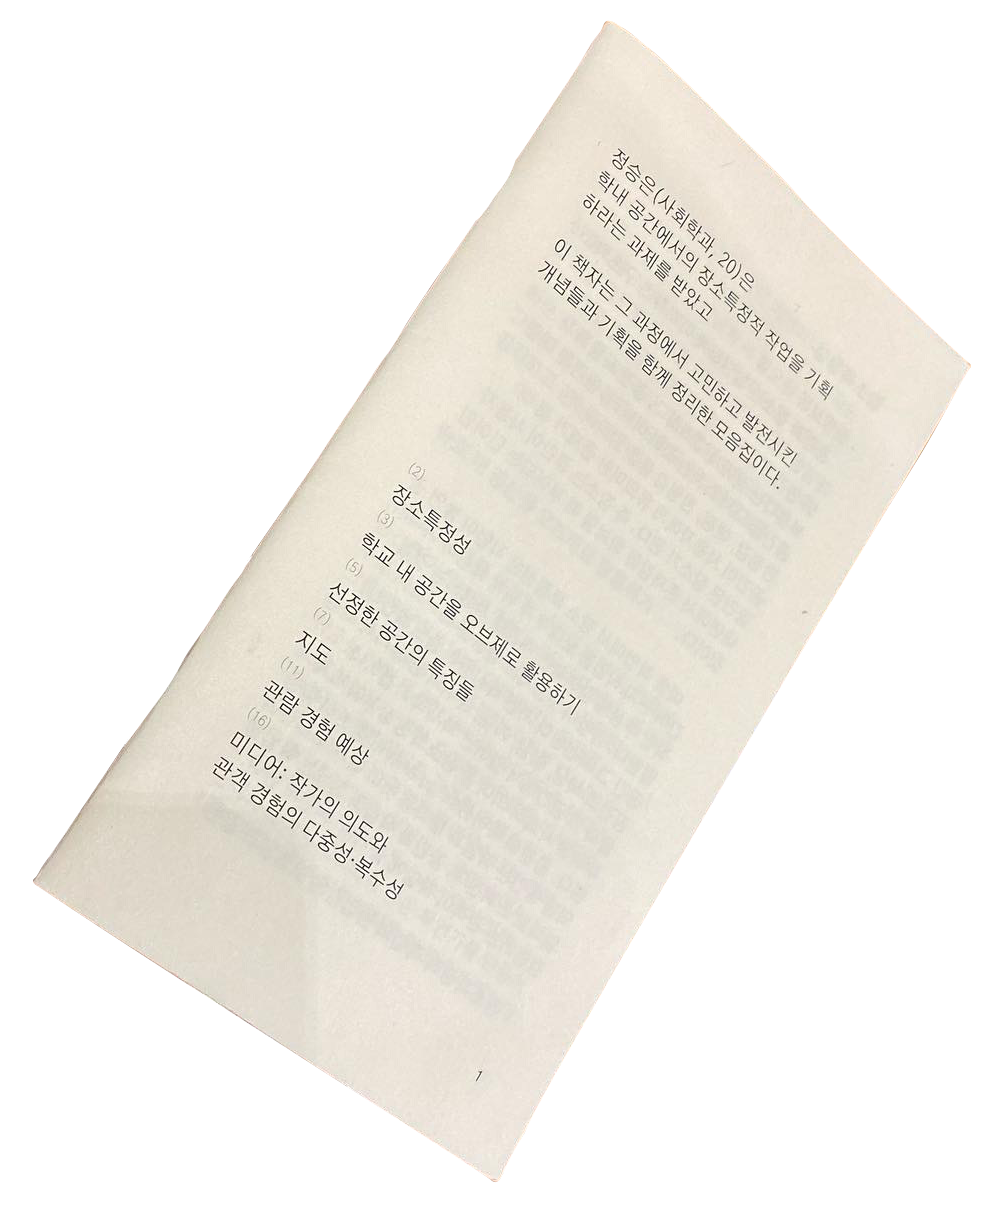 정승은(사회학과, 20)은
학내 공간에서의 장소특정적 작업을 기획
하라는 과제를 받았고
이 책자는 그 과정에서 고민하고 발전시킨
개념들과 기획을 함께 정리한 모음집이다.
(2)
장소특정성
(3)
학교 내 공간을 오브제로 활용하기
(5)
선정한 공간의 특징들
(7)
지도
(11)
관람 경험 예상
(16)
미디어: 작가의 의도와
관객 경험의 다중성·복수성
1